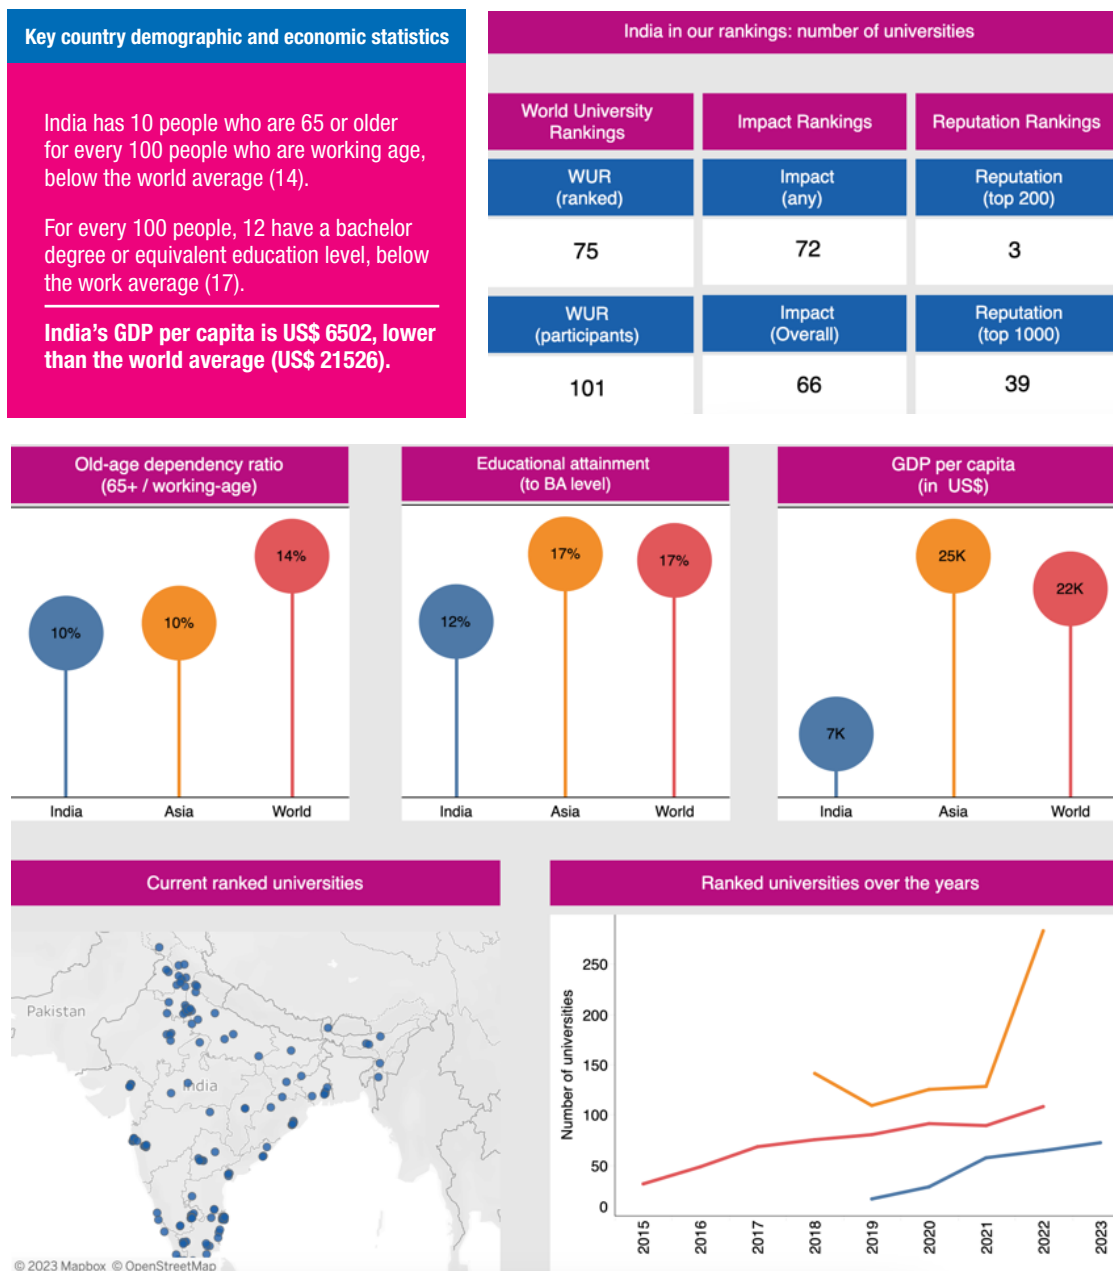 Key country demographic and economic statistics
India has 10 people who are 65 or older
for every 100 people who are working age,
below the world average (14).
For every 100 people, 12 have a bachelor
degree or equivalent education level, below
the work average (17).
India's GDP per capita is US$ 6502, lower
than the world average (US$ 21526).
India in our rankings: number of universities
World University
Rankings
Impact Rankings
Reputation Rankings
WUR
(ranked)
Impact
(any)
Reputation
(top 200)
75
72
3
WUR
(participants)
Impact
(Overall)
Reputation
(top 1000)
101
66
39
Old-age dependency ratio
(65+ / working-age)
10%
10%
14%
India
Asia
World
Educational attainment
(to BA level)
12%
17%
17%
India
Asia
World
GDP per capita
(in US$)
7K
25K
22K
India
Asia
World
Current ranked universities
Pakistan
India
© 2023 Mapbox © OpenStreetMap
Ranked universities over the years
Number of universities
250
200
150
100
50
0
2015
2016
2017
2018
2019
2020
2021
2022
2023